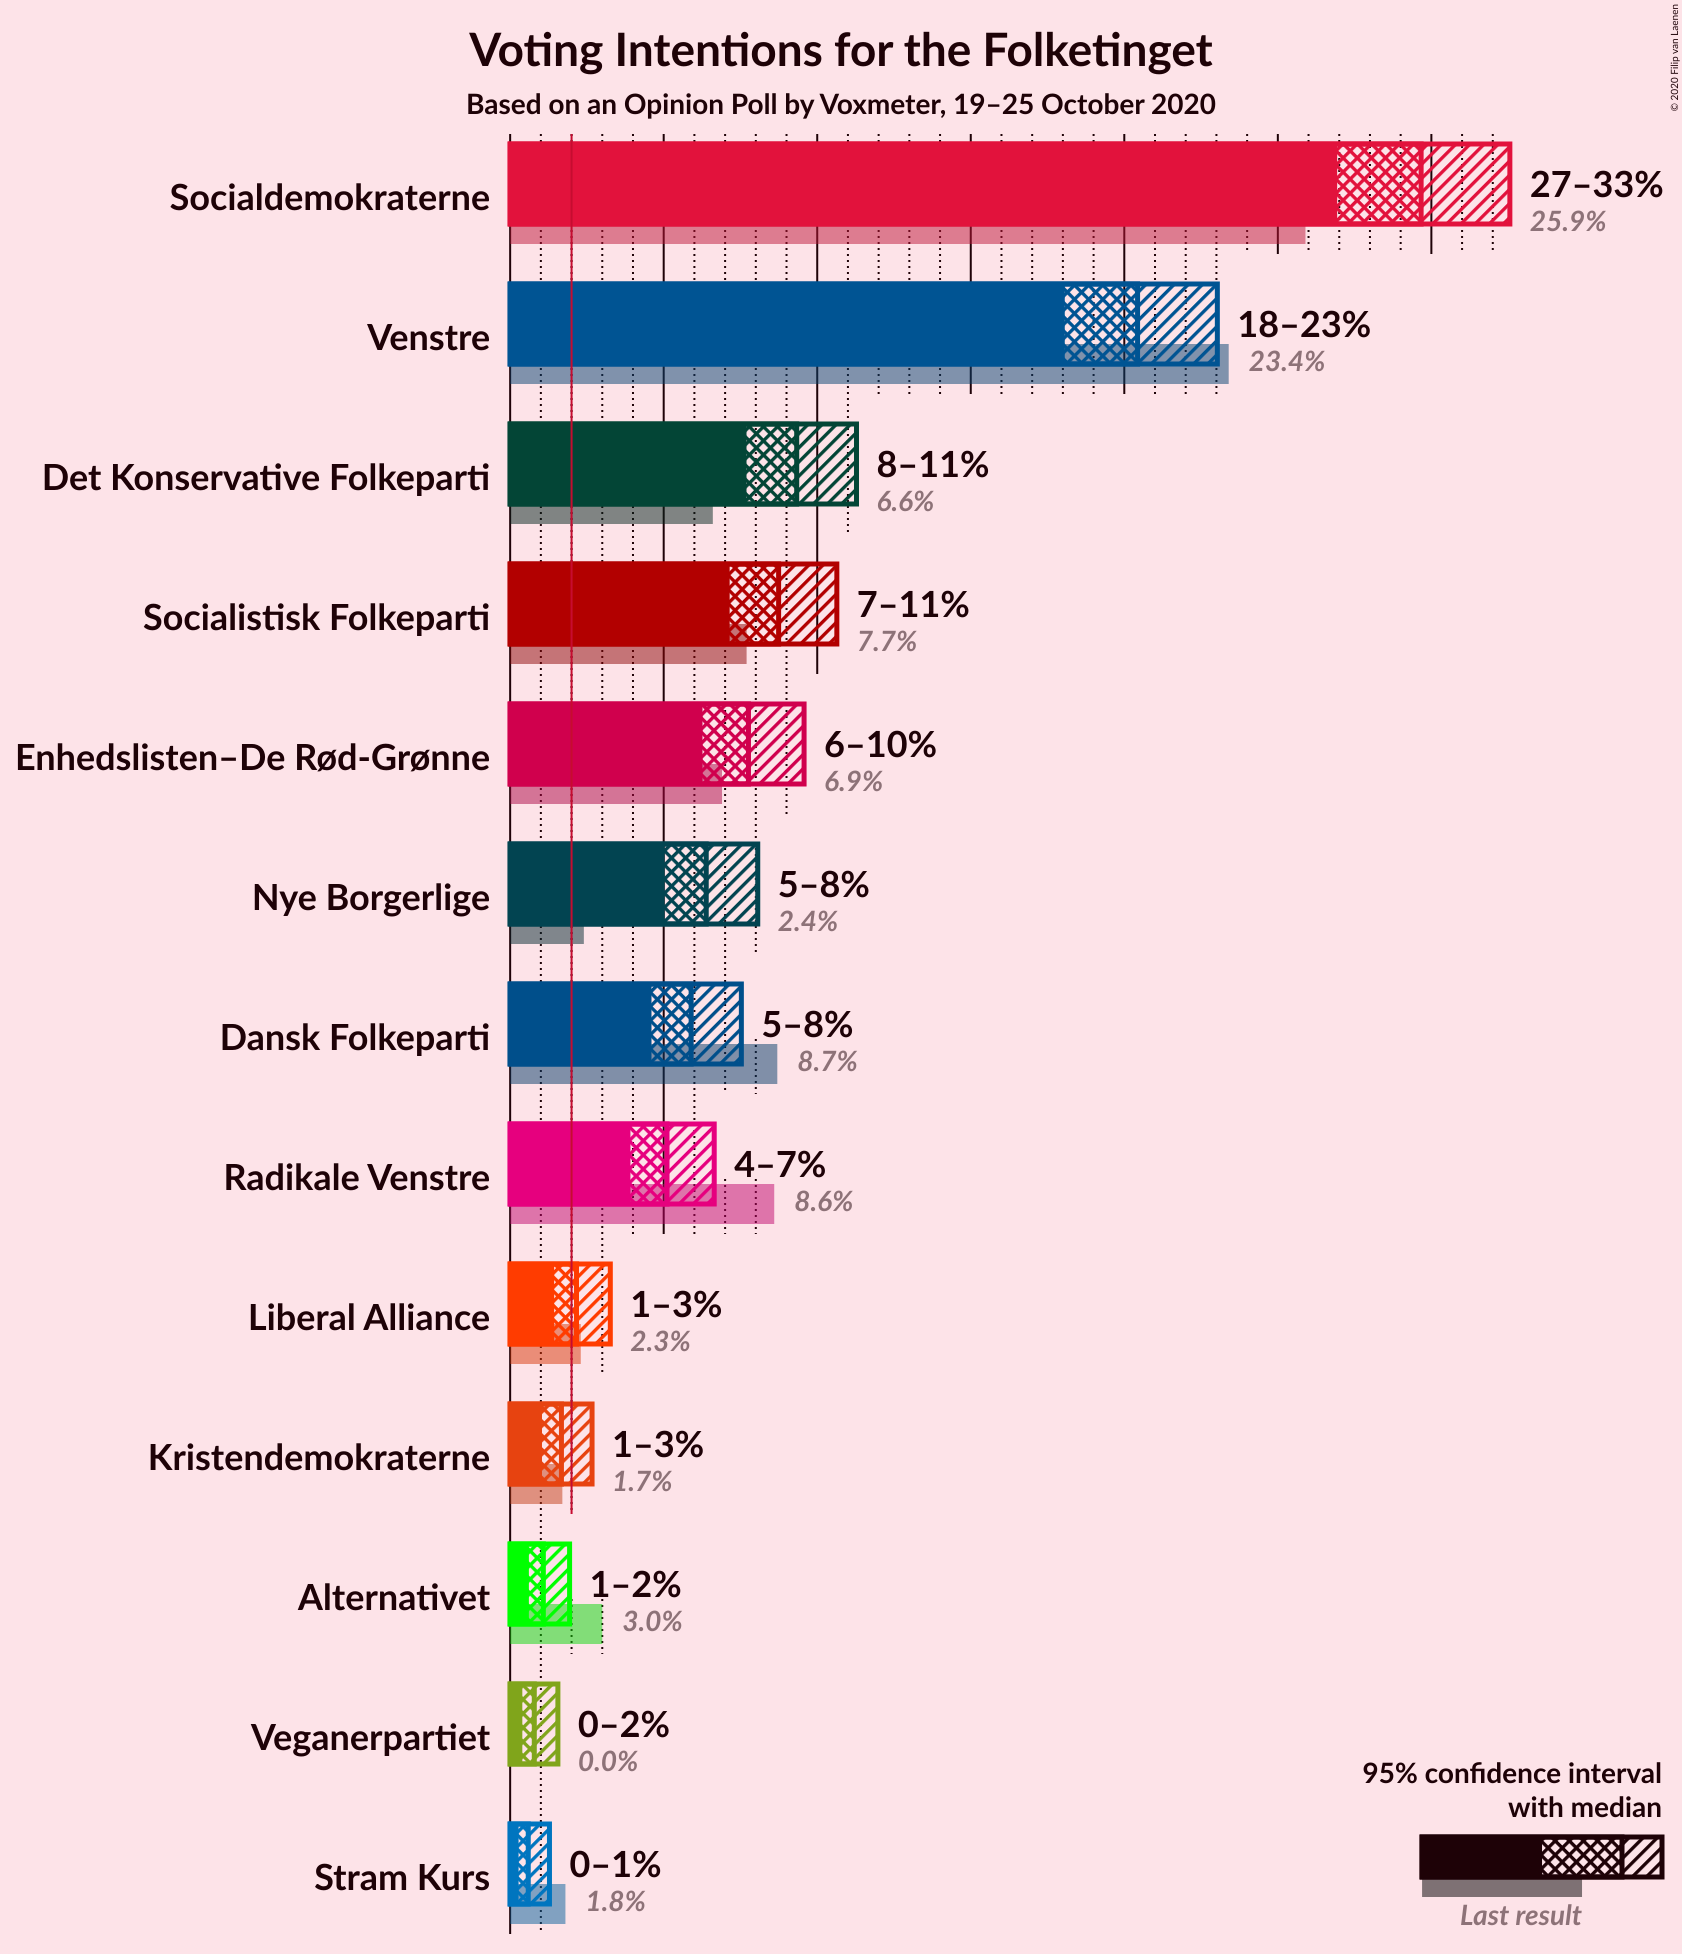 Voting Intentions for the Folketinget
Based on an Opinion Poll by Voxmeter, 19–25 October 2020
© 2020 Filip van Laenen
Socialdemokraterne
27–33%
25.9%
Venstre
18–23%
23.4%
Det Konservative Folkeparti
8–11%
6.6%
Socialistisk Folkeparti
7–11%
7.7%
Enhedslisten–De Rød-Grønne
6–10%
6.9%
Nye Borgerlige
5–8%
2.4%
Dansk Folkeparti
5–8%
8.7%
Radikale Venstre
4–7%
8.6%
Liberal Alliance
1–3%
2.3%
Kristendemokraterne
1–3%
1.7%
Alternativet
1–2%
3.0%
Veganerpartiet
0–2%
0.0%
Stram Kurs
0–1%
1.8%
95% confidence interval
with median
Last result